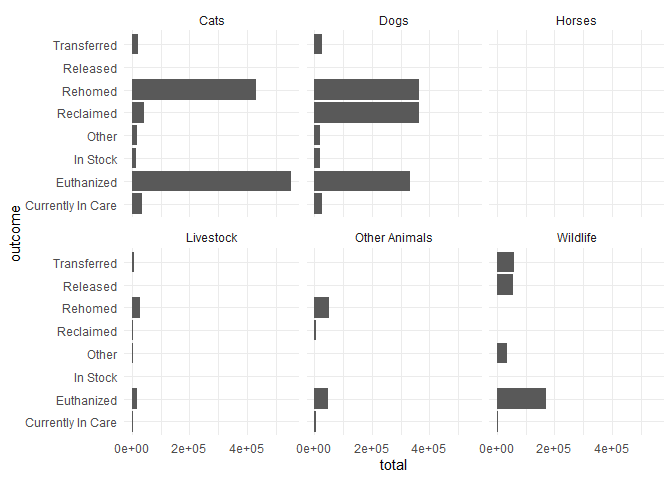 Cats Dogs Horses
Transferred
Released
Rehomed
Reclaimed
Other
In Stock
Euthanized
Currently In Care
outcome
Livestock Other Animals Wildlife
Transferred
Released
Rehomed
Reclaimed
Other
In Stock
Euthanized
Currently In Care
0e+00 2e+05 4e+05 0e+00 2e+05 4e+05 0e+00 2e+05 4e+05
total